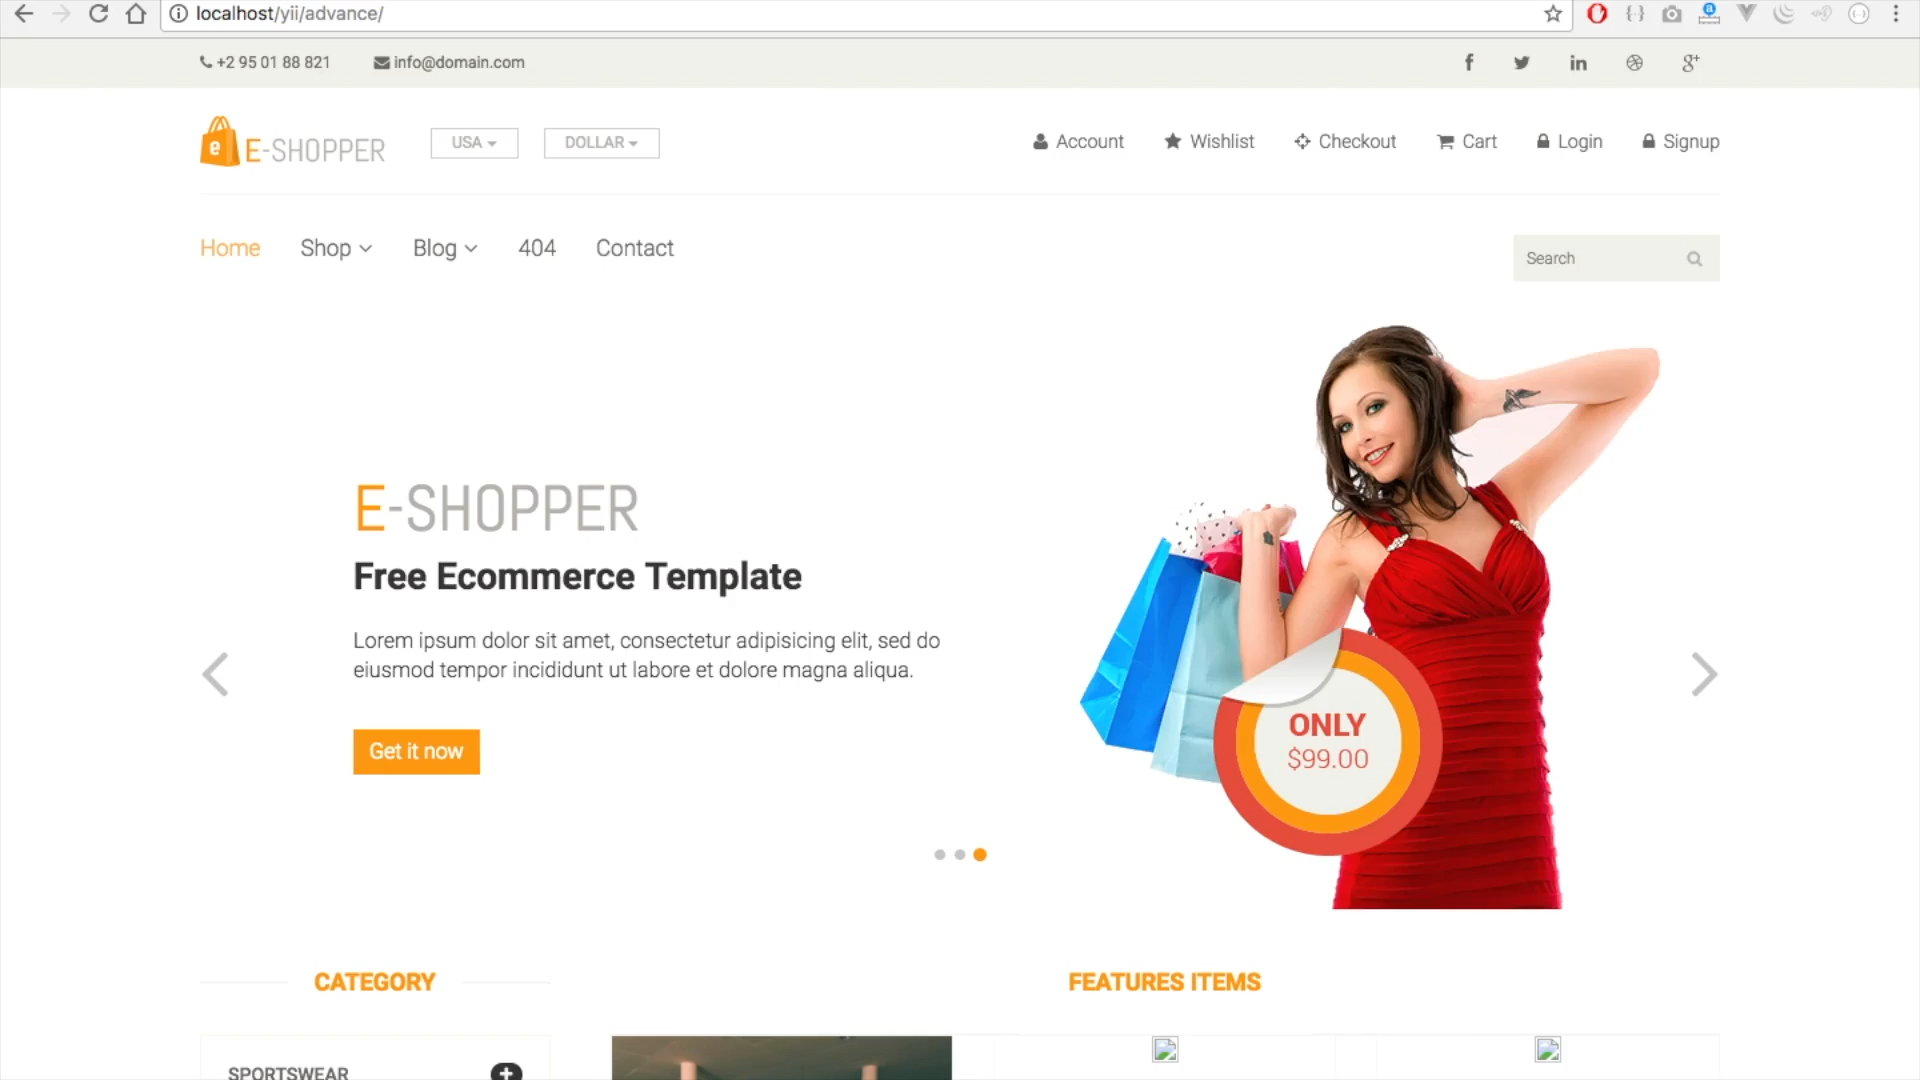 localhost/yii/advance/
+2 95 01 88 821 info@domain.com
E-SHOPPER USA DOLLAR Account Wishlist Checkout Cart Login Signup
Home Shop Blog 404 Contact
Search
E-SHOPPER
Free Ecommerce Template
Lorem ipsum dolor sit amet, consectetur adipisicing elit, sed do
eiusmod tempor incididunt ut labore et dolore magna aliqua.
ONLY
$99.00
Get it now
CATEGORY FEATURES ITEMS
SPORTSWEAR